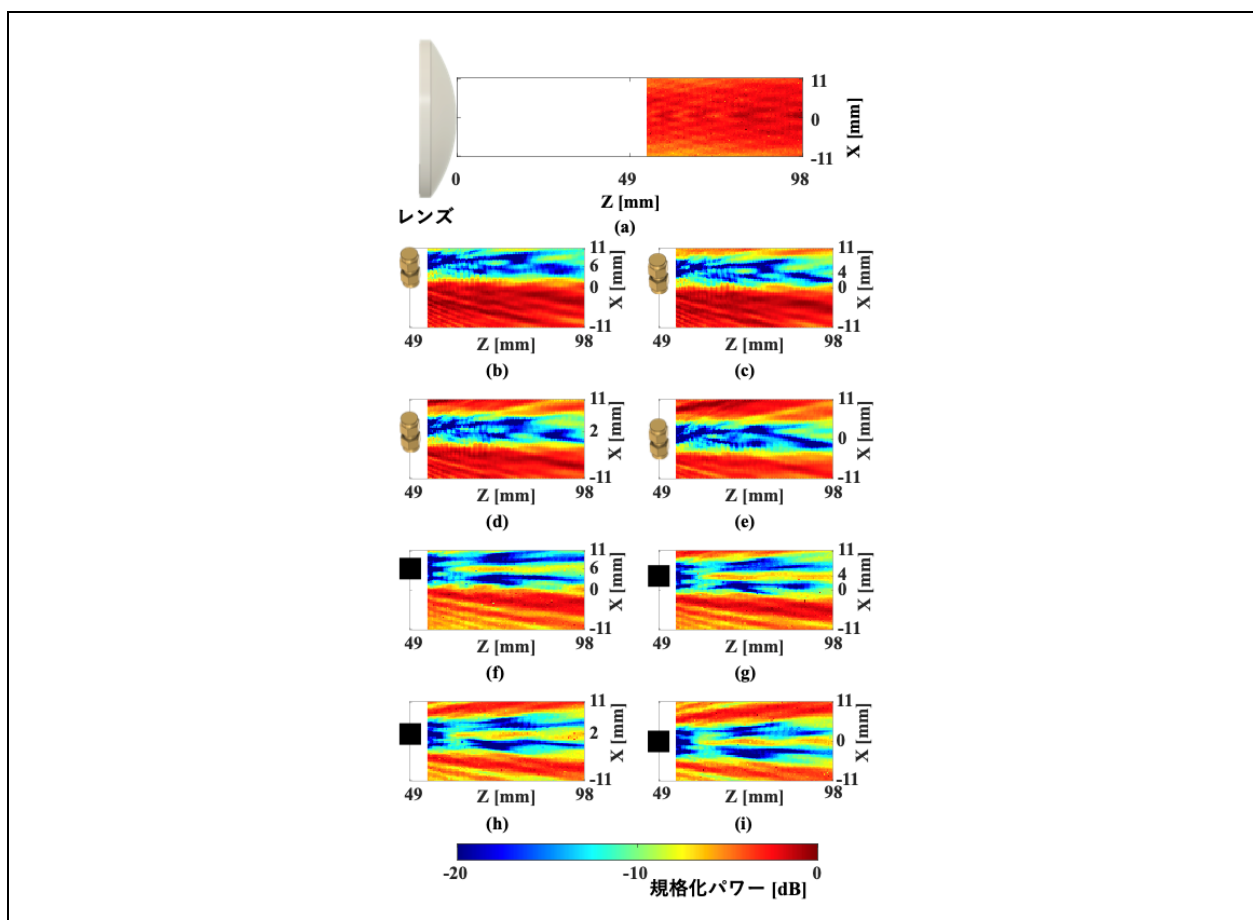 11
0
-11
X [mm]
0 49 98
Z [mm]
レンズ
(a)
11
6
0
-11
X [mm]
49 Z [mm] 98
(b)
11
4
0
-11
X [mm]
49 Z [mm] 98
(c)
11
2
-11
X [mm]
49 Z [mm] 98
(d)
11
0
-11
X [mm]
49 Z [mm] 98
(e)
11
6
0
-11
X [mm]
49 Z [mm] 98
(f)
11
4
0
-11
X [mm]
49 Z [mm] 98
(g)
11
2
-11
X [mm]
49 Z [mm] 98
(h)
11
0
-11
X [mm]
49 Z [mm] 98
(i)
-20 -10 0
規格化パワー [dB]